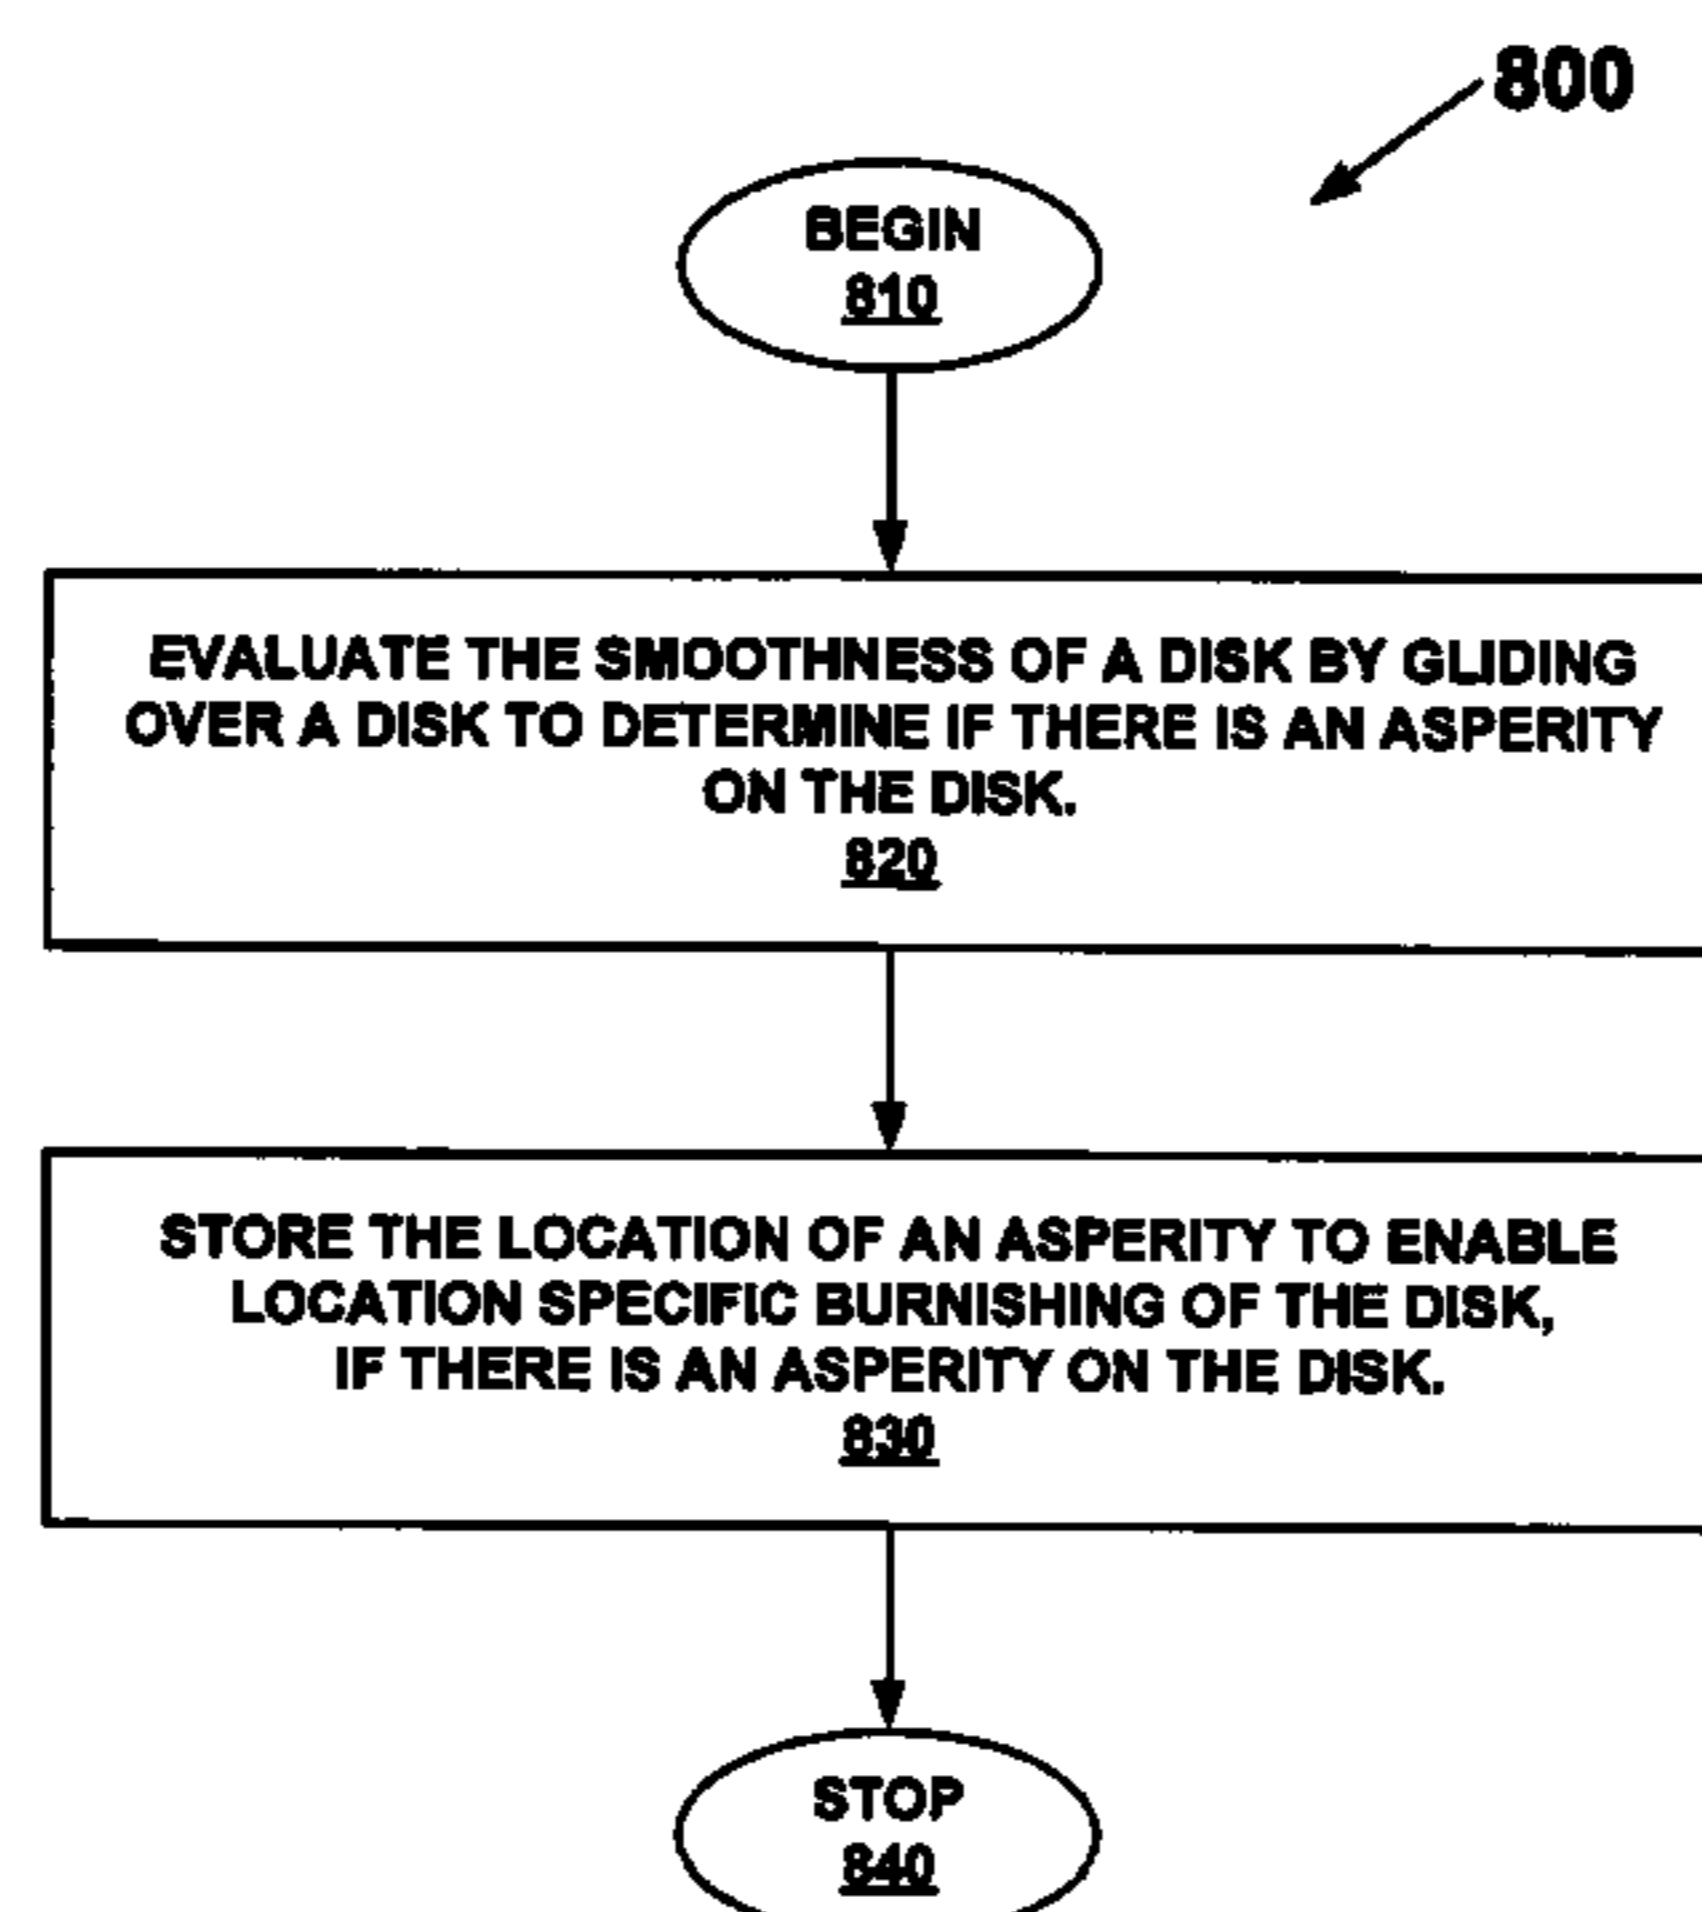 800
BEGIN
810
EVALUATE THE SMOOTHNESS OF A DISK BY GLIDING
OVER A DISK TO DETERMINE IF THERE IS AN ASPERITY
ON THE DISK.
820
STORE THE LOCATION OF AN ASPERITY TO ENABLE
LOCATION SPECIFIC BURNISHING OF THE DISK,
IF THERE IS AN ASPERITY ON THE DISK.
830
STOP
840